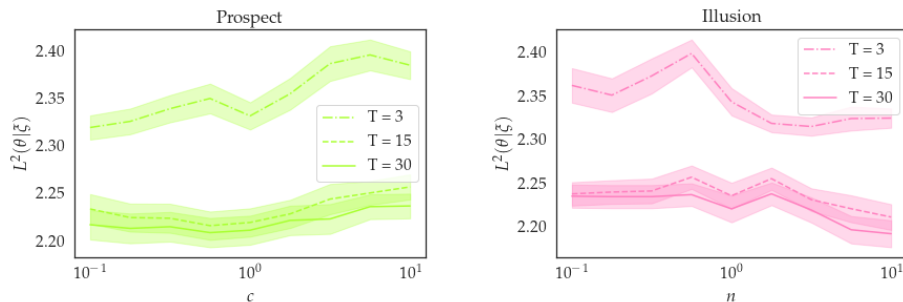 Prospect
L²(θ|ξ)
2.40
2.35
2.30
2.25
2.20
T = 3
T = 15
T = 30
10⁻¹
10⁰
10¹
c
Illusion
L²(θ|ξ)
2.40
2.35
2.30
2.25
2.20
T = 3
T = 15
T = 30
10⁻¹
10⁰
10¹
n